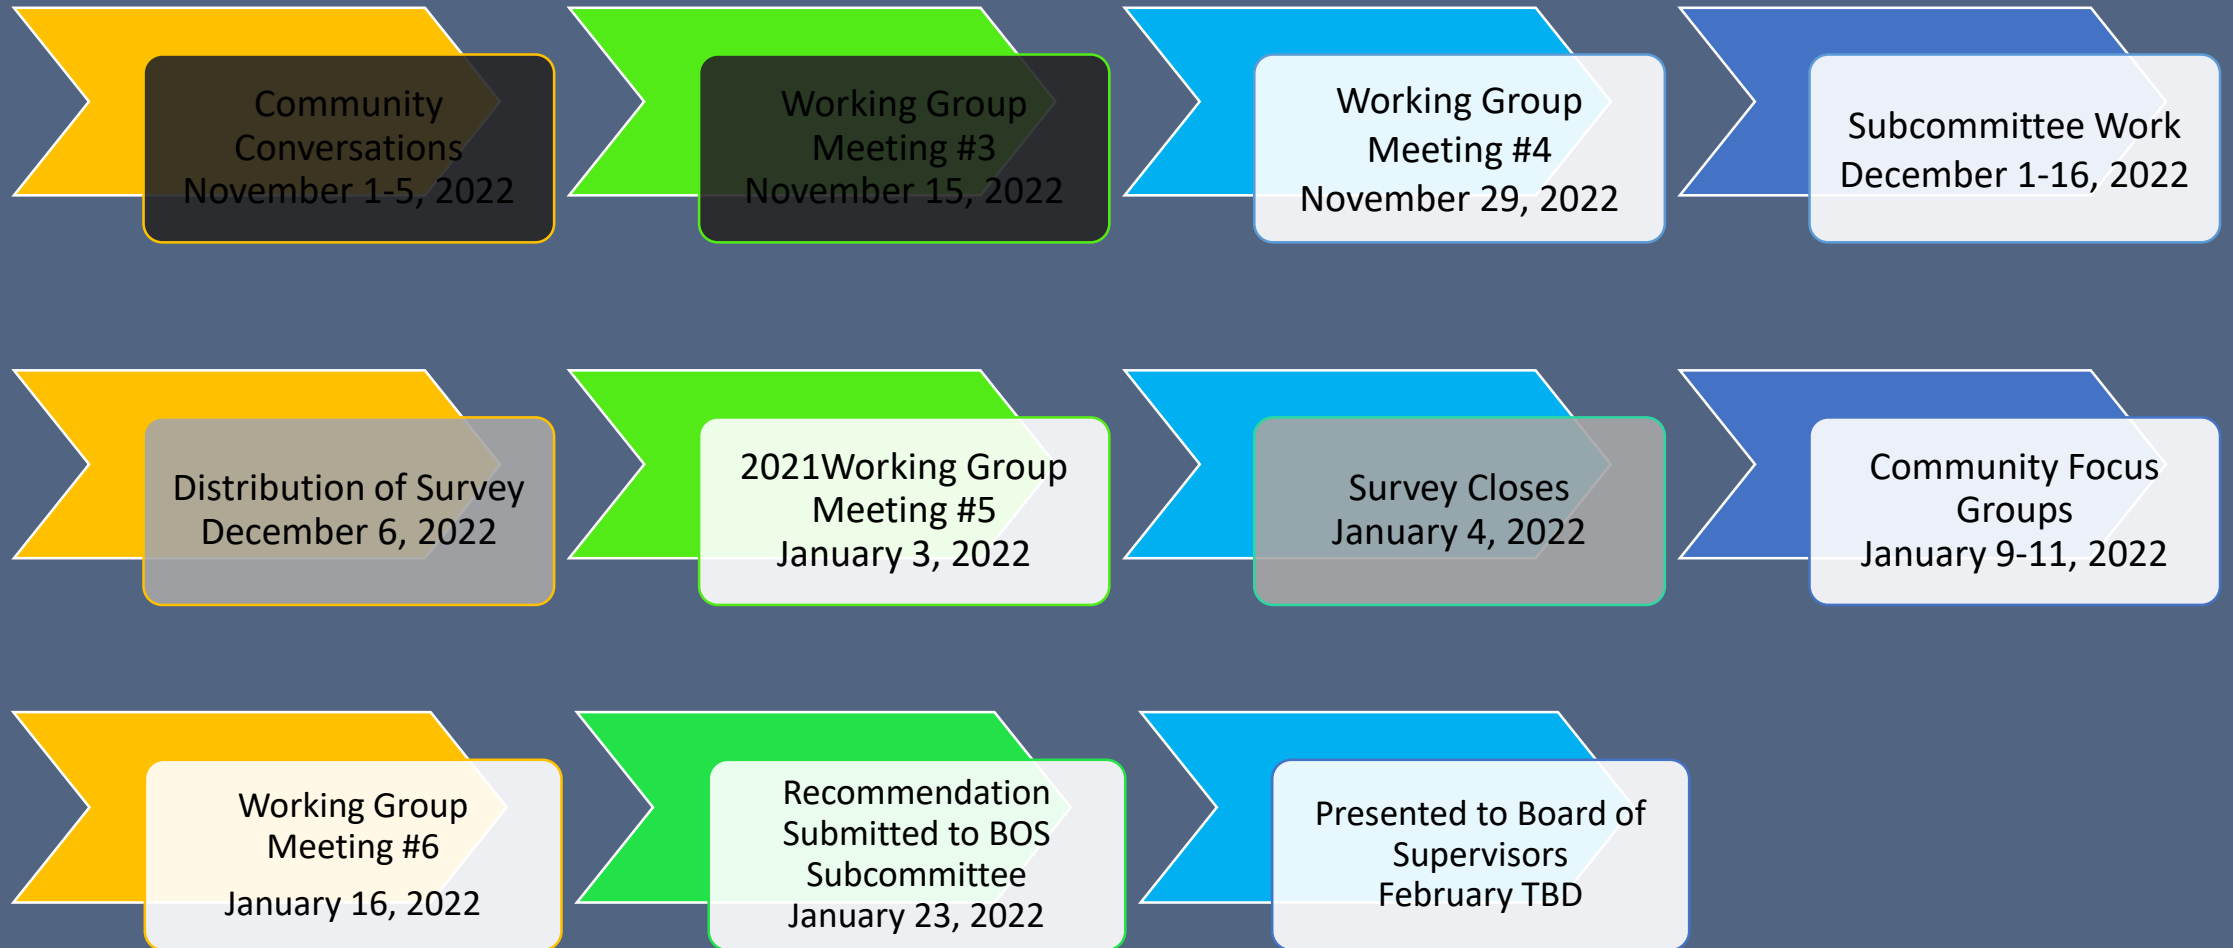 Community
Conversations
November 1-5, 2022
Working Group
Meeting #3
November 15, 2022
Working Group
Meeting #4
November 29, 2022
Subcommittee Work
December 1-16, 2022
Distribution of Survey
December 6, 2022
2021Working Group
Meeting #5
January 3, 2022
Survey Closes
January 4, 2022
Community Focus
Groups
January 9-11, 2022
Working Group
Meeting #6
January 16, 2022
Recommendation
Submitted to BOS
Subcommittee
January 23, 2022
Presented to Board of
Supervisors
February TBD